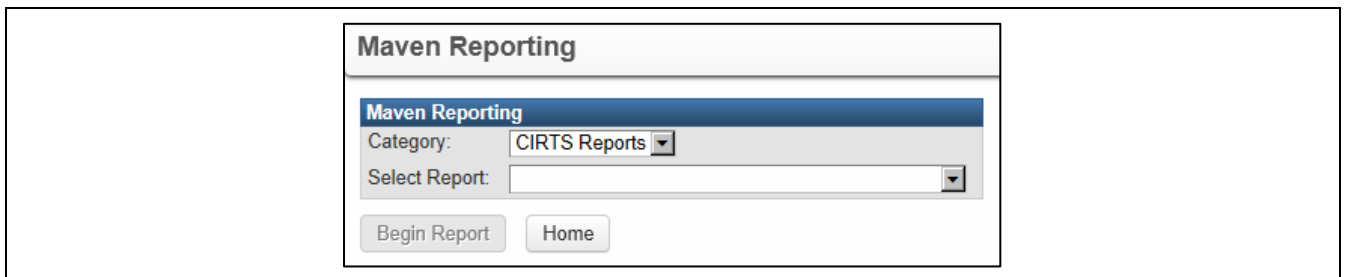 Maven Reporting
Maven Reporting
Category: CIRTS Reports
Select Report:
Begin Report Home